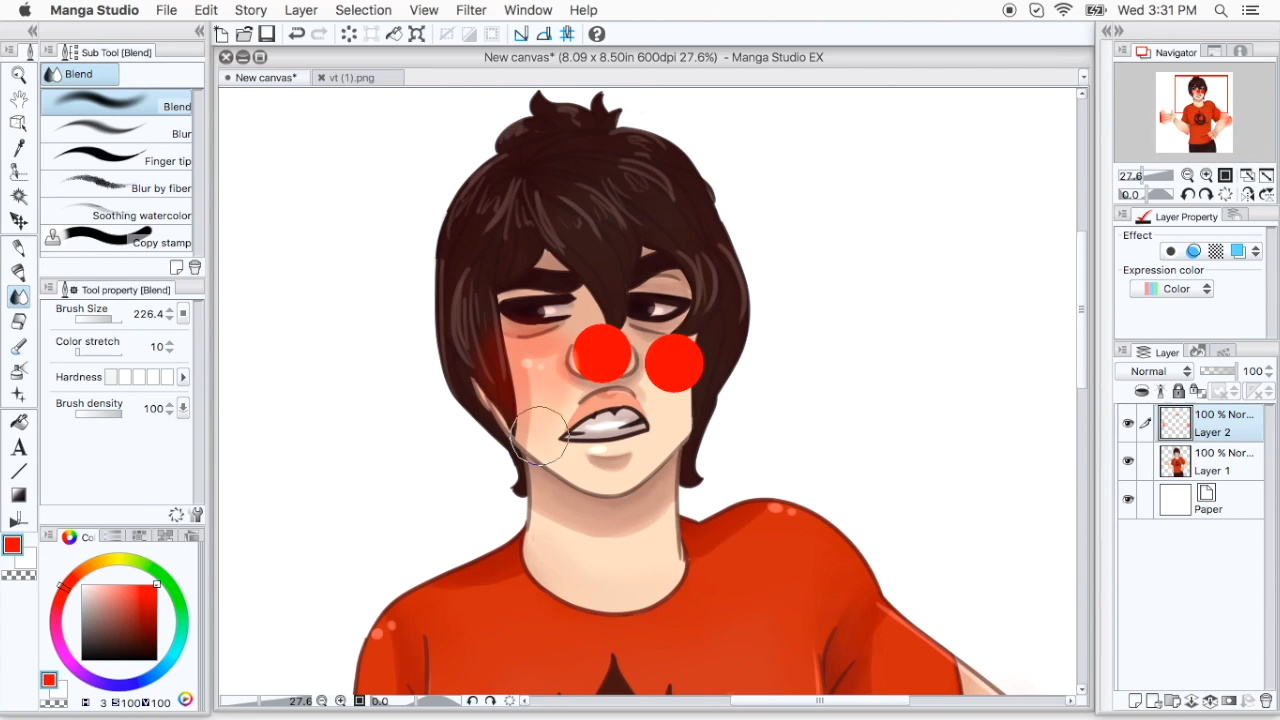 Manga Studio File Edit Story Layer Selection View Filter Window Help Wed 3:31 PM
Sub Tool [Blend]
Blend
Blend
Blur
Finger tip
Blur by fiber
Soothing watercolor
Copy stamp
Tool property [Blend]
Brush Size 226.4
Color stretch 10
Hardness
Brush density 100
Col
H 3 S 100 V 100
New canvas* (8.09 x 8.50in 600dpi 27.6%) - Manga Studio EX
New canvas* vt (1).png
27.6 0.0
Navigator
27.6
0.0
Layer Property
Effect
Expression color
Color
Layer
Normal 100
100 % Nor...
Layer 2
100 % Nor...
Layer 1
Paper